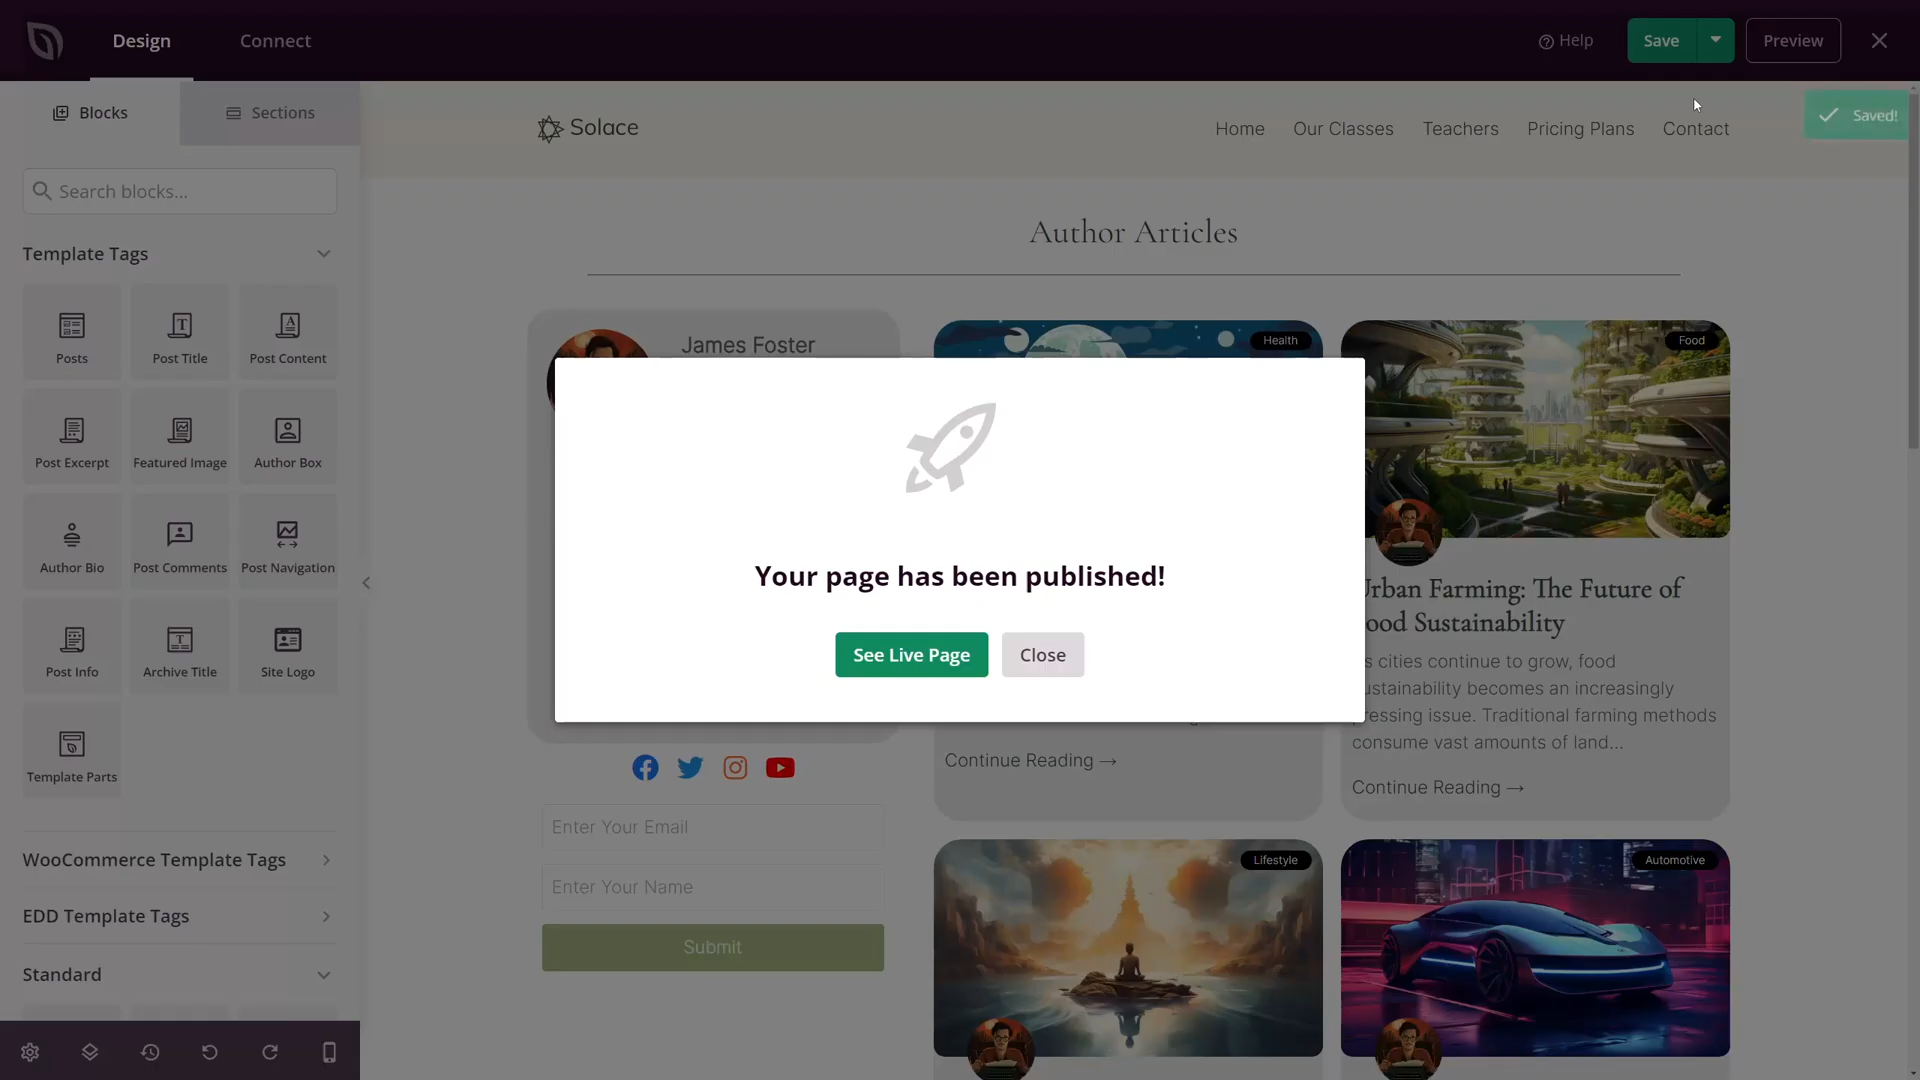 Design
Connect
Help
Save
Preview
Blocks
Sections
Solace
Home
Our Classes
Teachers
Pricing Plans
Contact
Saved!
Search blocks...
Author Articles
Template Tags
Posts
Post Title
Post Content
Post Excerpt
Featured Image
Author Box
Author Bio
Post Comments
Post Navigation
Post Info
Archive Title
Site Logo
Template Parts
WooCommerce Template Tags
EDD Template Tags
Standard
James Foster
Health
Food
Your page has been published!
See Live Page
Close
Urban Farming: The Future of
Food Sustainability
cities continue to grow, food
sustainability becomes an increasingly
pressing issue. Traditional farming methods
consume vast amounts of land...
Continue Reading →
Continue Reading →
Enter Your Email
Enter Your Name
Submit
Lifestyle
Automotive